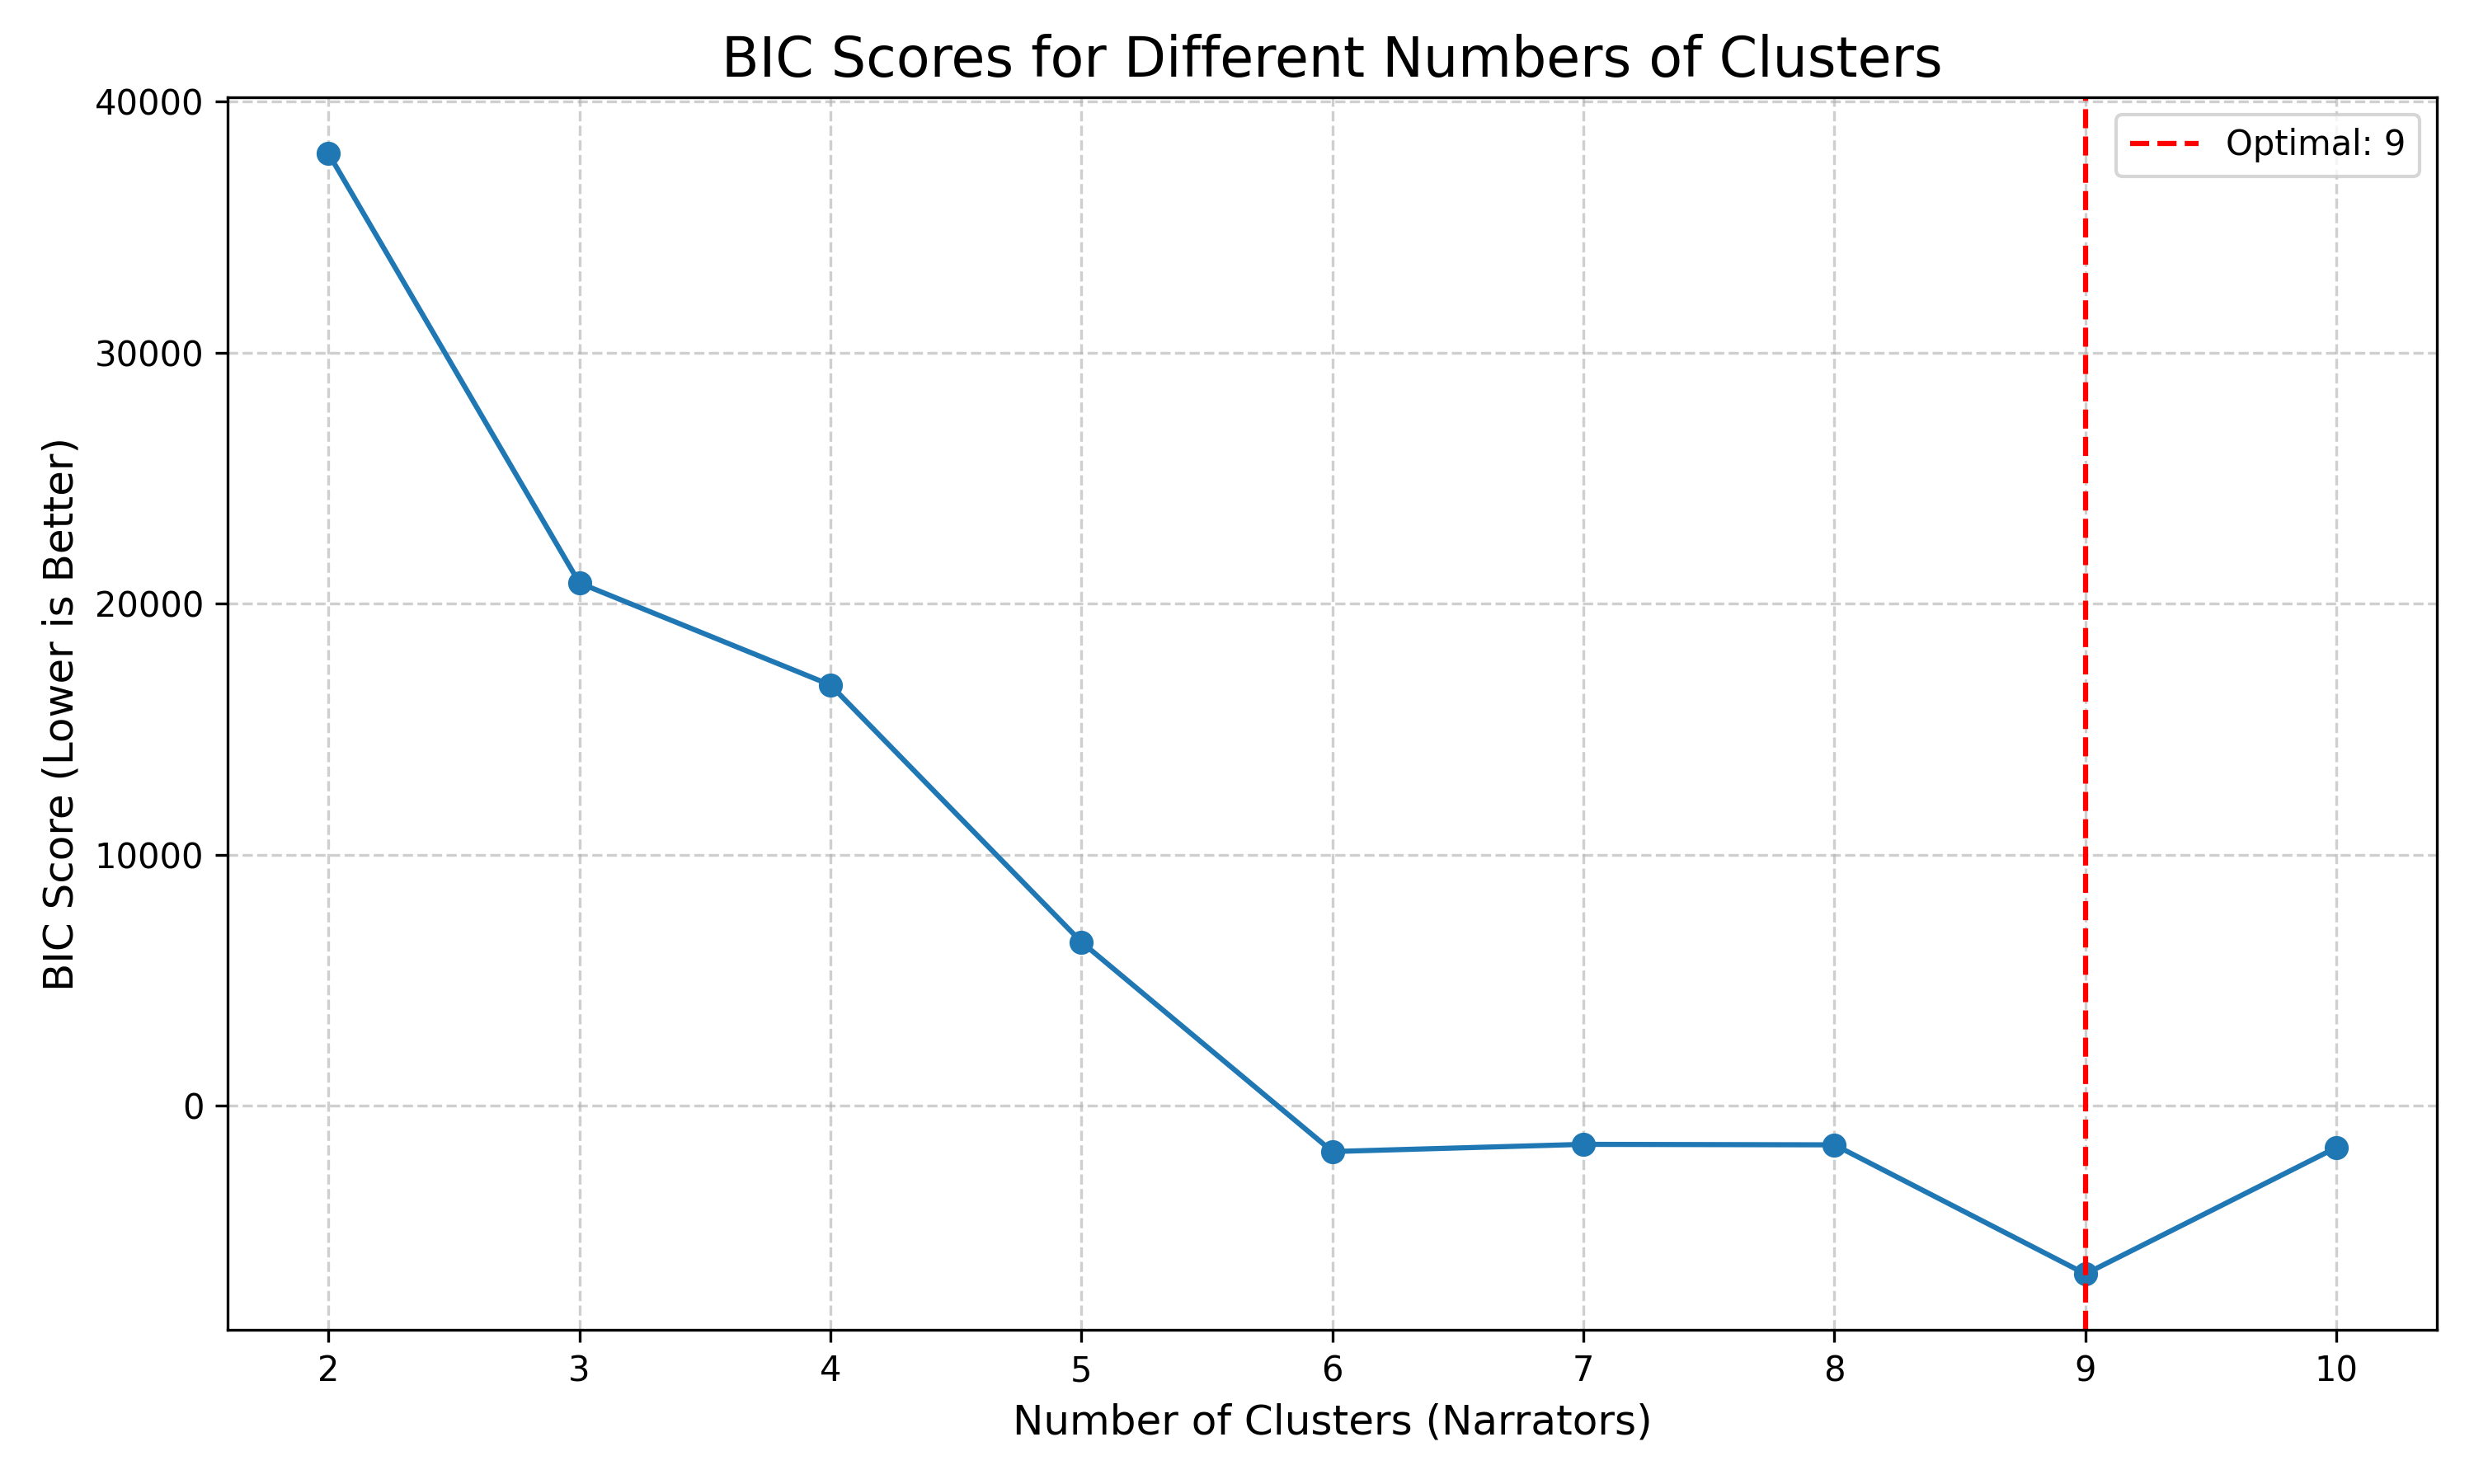 BIC Scores for Different Numbers of Clusters
40000
Optimal: 9
30000
20000
10000
0
BIC Score (Lower is Better)
2 3 4 5 6 7 8 9 10
Number of Clusters (Narrators)